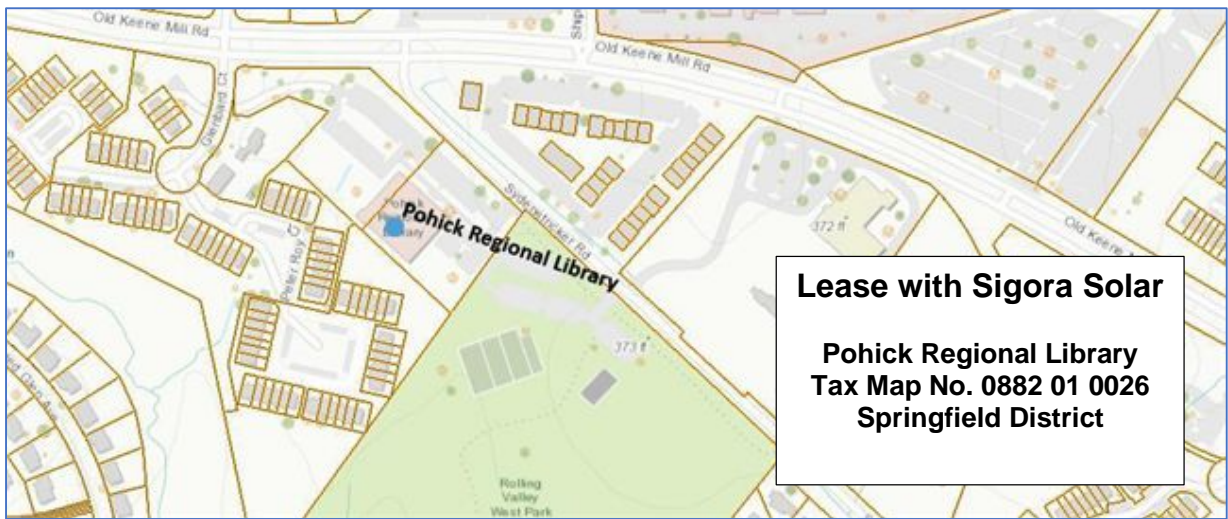 Old Keene Mill Rd
Ship
Old Keene Mill Rd
Glenbard Ct
Sydenstricker Rd
Pohick Regional Library
372 ft
Old Keene M
Peter Roy Ct
373 ft
Rolling
Valley
West Park
Lease with Sigora Solar
Pohick Regional Library
Tax Map No. 0882 01 0026
Springfield District